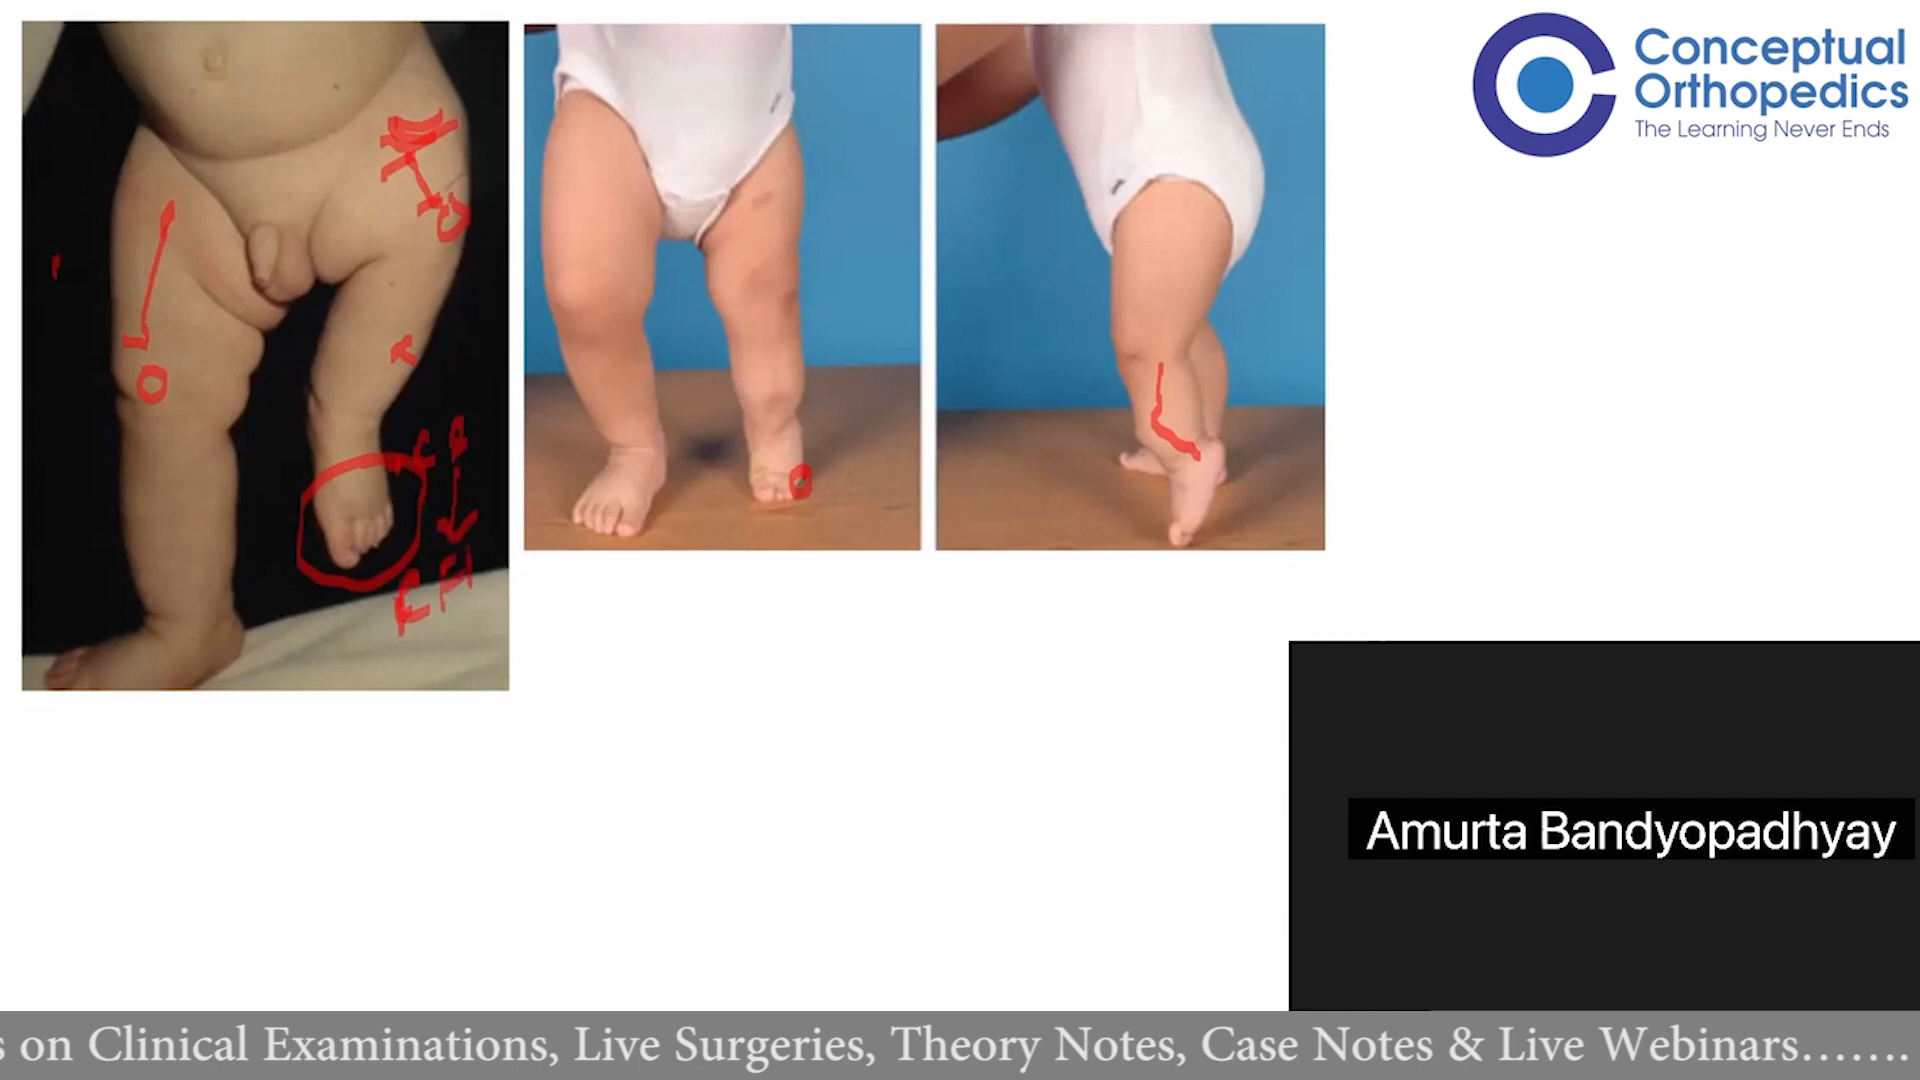 Conceptual
Orthopedics
The Learning Never Ends
Amurta Bandyopadhyay
s on Clinical Examinations, Live Surgeries, Theory Notes, Case Notes & Live Webinars…….